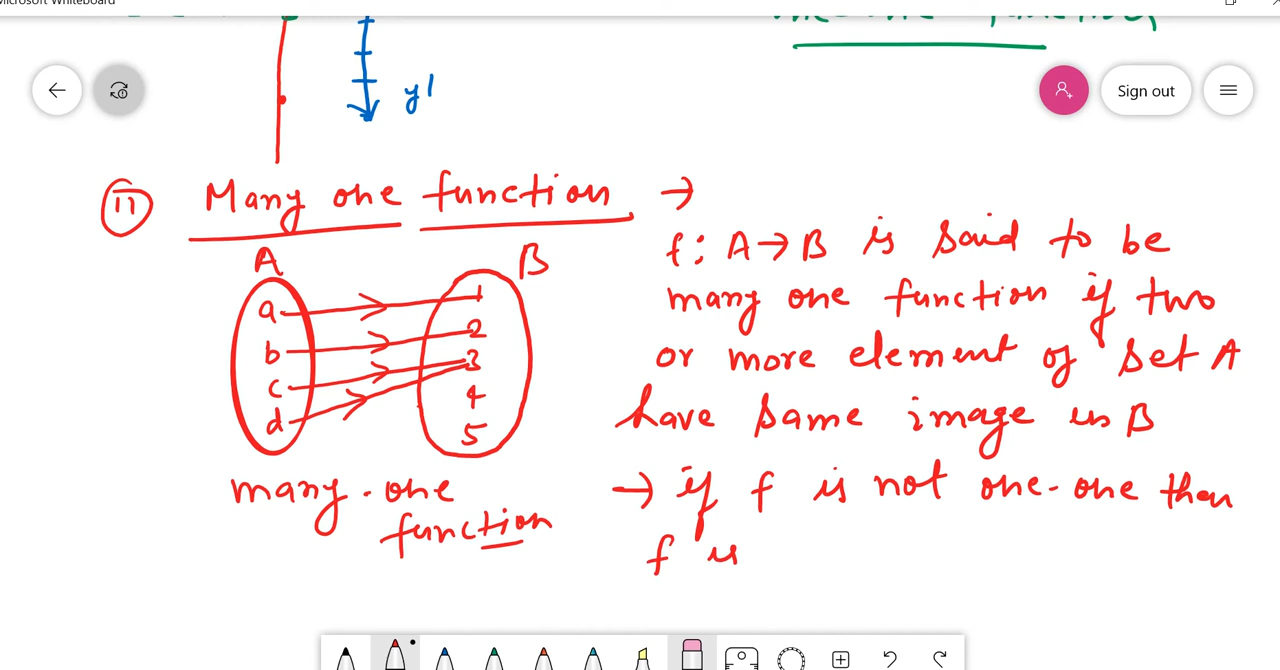 Microsoft Whiteboard
function
y'
Sign out
ii Many one function →
A
B
a
b
c
d
1
2
3
4
5
many-one
function
f: A→B is said to be
many one function if two
or more element of set A
have same image in B
→ if f is not one-one then
f is